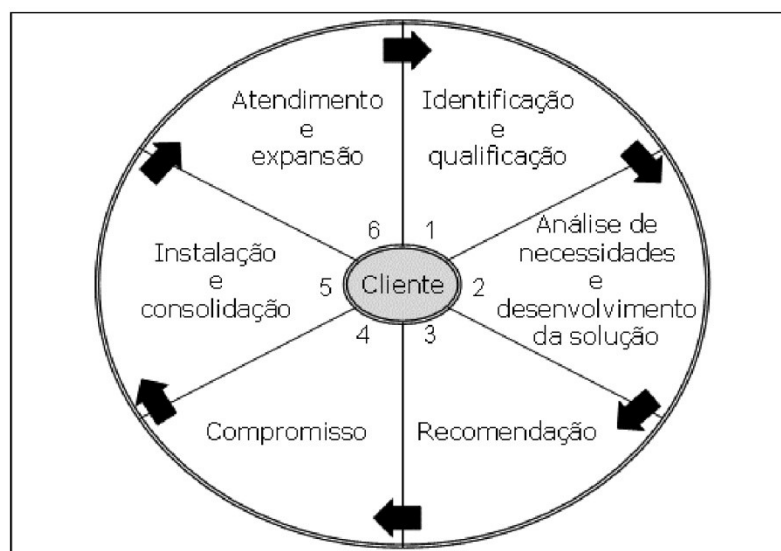 Atendimento
e
expansão
Identificação
e
qualificação
Análise de
necessidades
e
desenvolvimento
da solução
Instalação
e
consolidação
6
1
5
Cliente
2
4
3
Compromisso
Recomendação